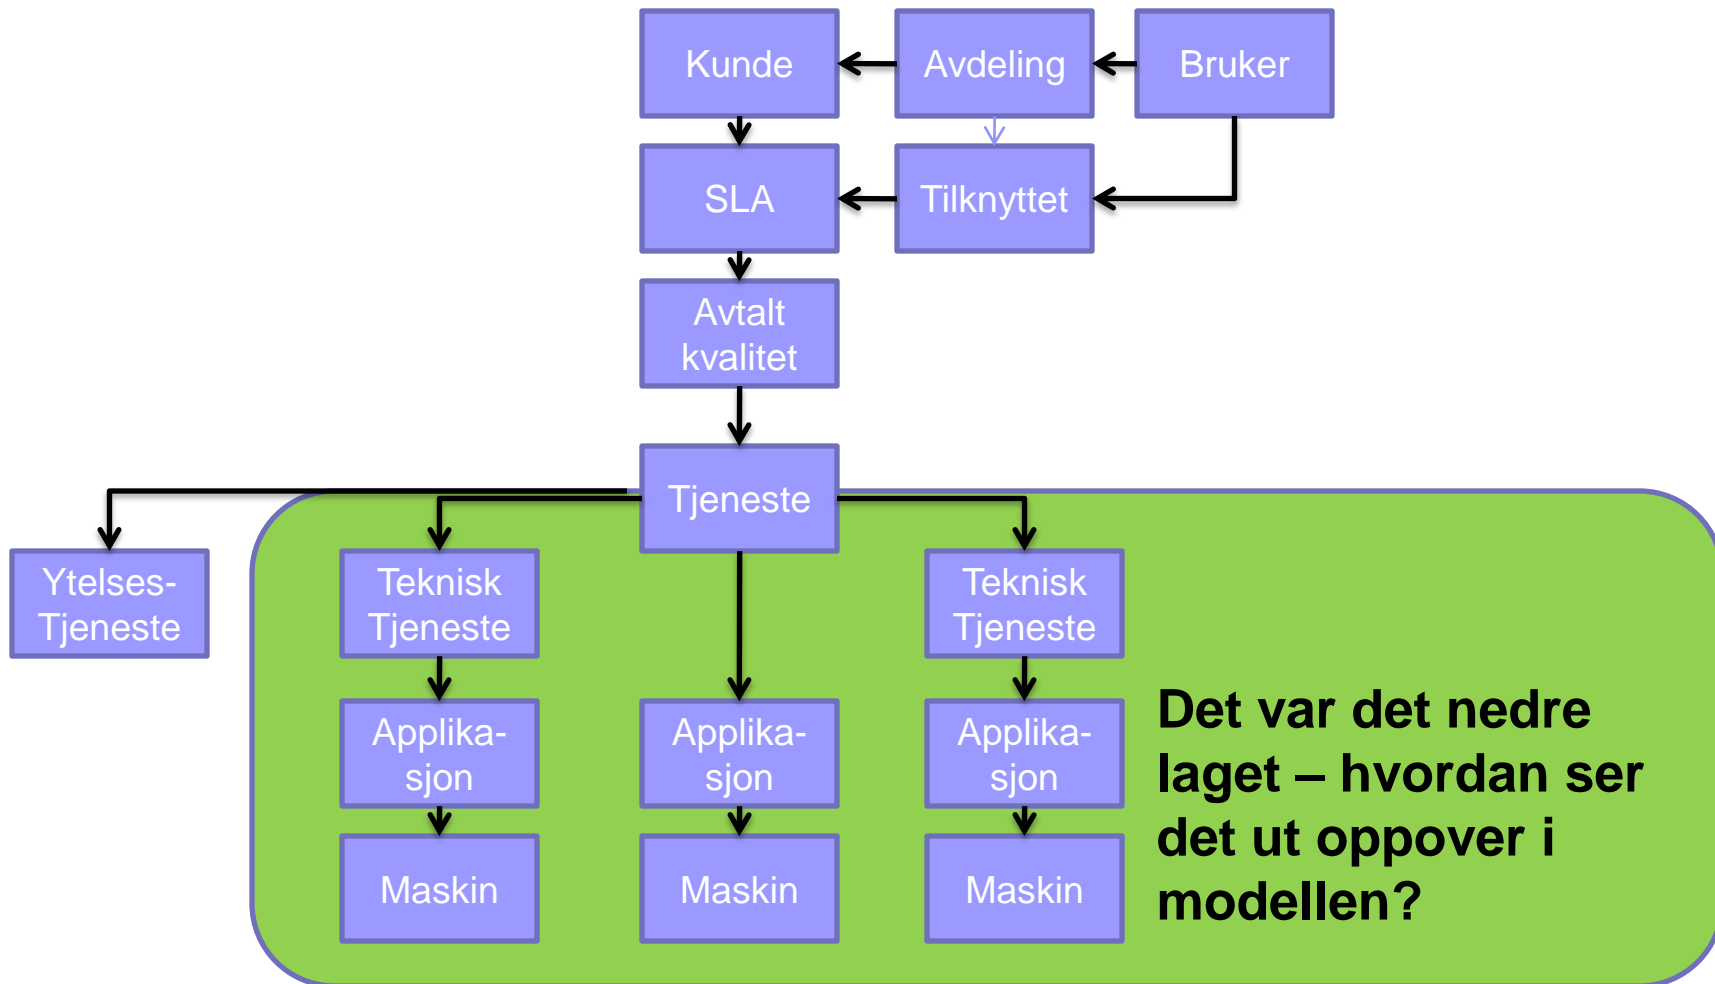 Kunde
Avdeling
Bruker
SLA
Tilknyttet
Avtalt
kvalitet
Tjeneste
Ytelses-
Tjeneste
Teknisk
Tjeneste
Teknisk
Tjeneste
Applika-
sjon
Applika-
sjon
Applika-
sjon
Maskin
Maskin
Maskin
Det var det nedre
laget – hvordan ser
det ut oppover i
modellen?